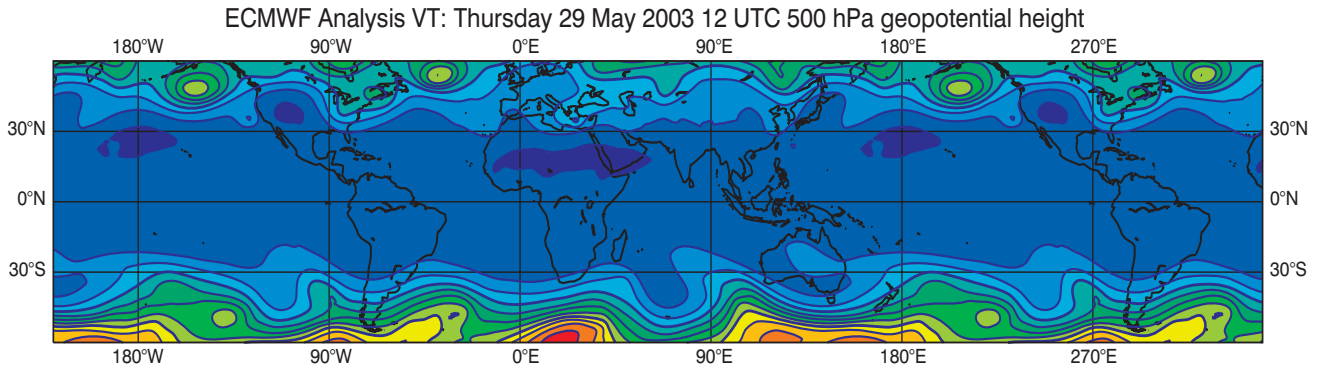 ECMWF Analysis VT: Thursday 29 May 2003 12 UTC 500 hPa geopotential height
180°W 90°W 0°E 90°E 180°E 270°E
30°N 30°N
0°N 0°N
30°S 30°S
180°W 90°W 0°E 90°E 180°E 270°E